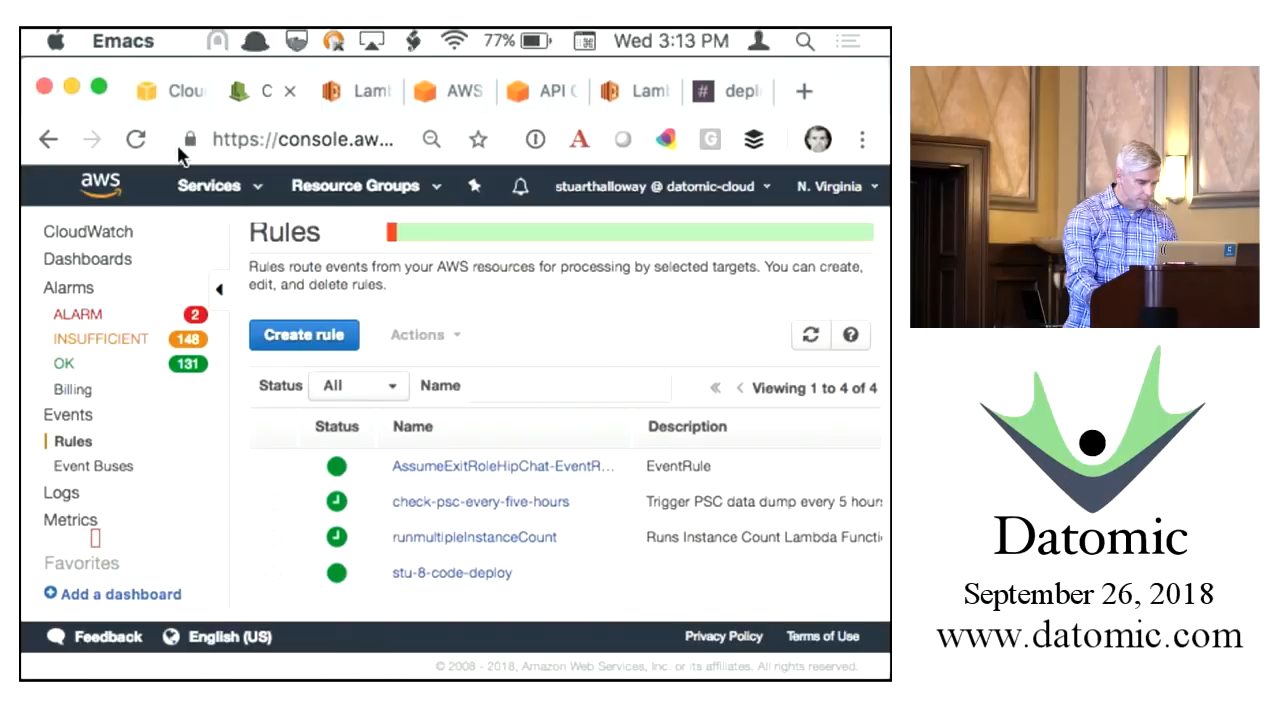 Emacs 77% Wed 3:13 PM
Clou C Lam AWS API Lam # depl
https://console.aw...
aws Services Resource Groups stuarthalloway @ datomic-cloud N. Virginia
CloudWatch
Dashboards
Alarms
ALARM 2
INSUFFICIENT 148
OK 131
Billing
Events
Rules
Event Buses
Logs
Metrics
Favorites
Add a dashboard
Rules
Rules route events from your AWS resources for processing by selected targets. You can create,
edit, and delete rules.
Create rule Actions
Status All Name « ‹ Viewing 1 to 4 of 4
Status Name Description
AssumeExitRoleHipChat-EventR... EventRule
check-psc-every-five-hours Trigger PSC data dump every 5 hours
runmultipleInstanceCount Runs Instance Count Lambda Functi
stu-8-code-deploy
Feedback English (US) Privacy Policy Terms of Use
© 2008 - 2018, Amazon Web Services, Inc. or its affiliates. All rights reserved.
Datomic
September 26, 2018
www.datomic.com